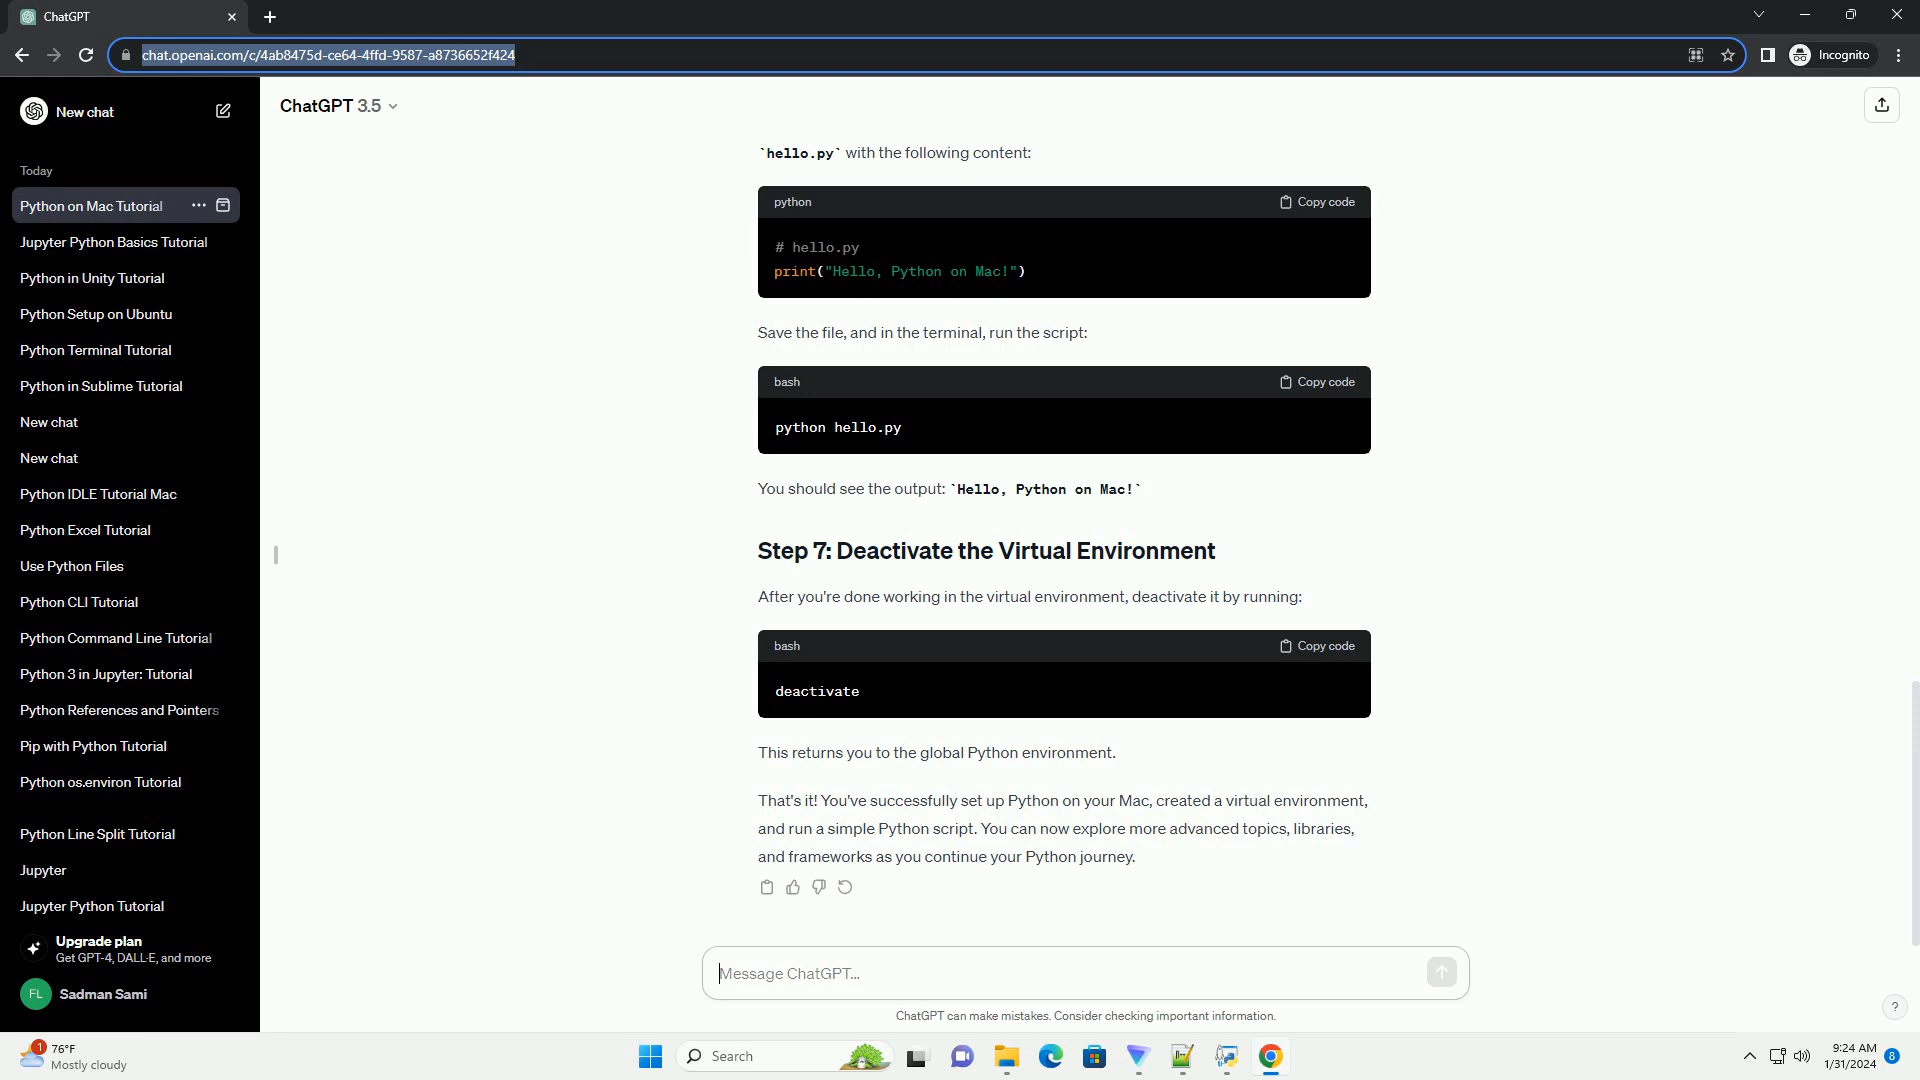 ChatGPT
chat.openai.com/c/4ab8475d-ce64-4ffd-9587-a8736652f424
Incognito
New chat
Today
Python on Mac Tutorial
Jupyter Python Basics Tutorial
Python in Unity Tutorial
Python Setup on Ubuntu
Python Terminal Tutorial
Python in Sublime Tutorial
New chat
New chat
Python IDLE Tutorial Mac
Python Excel Tutorial
Use Python Files
Python CLI Tutorial
Python Command Line Tutorial
Python 3 in Jupyter: Tutorial
Python References and Pointers
Pip with Python Tutorial
Python os.environ Tutorial
Python Line Split Tutorial
Jupyter
Jupyter Python Tutorial
Upgrade plan
Get GPT-4, DALL·E, and more
FL
Sadman Sami
ChatGPT 3.5
`hello.py` with the following content:
python
Copy code
# hello.py
print("Hello, Python on Mac!")
Save the file, and in the terminal, run the script:
bash
Copy code
python hello.py
You should see the output: `Hello, Python on Mac!`
Step 7: Deactivate the Virtual Environment
After you're done working in the virtual environment, deactivate it by running:
bash
Copy code
deactivate
This returns you to the global Python environment.
That's it! You've successfully set up Python on your Mac, created a virtual environment,
and run a simple Python script. You can now explore more advanced topics, libraries,
and frameworks as you continue your Python journey.
Message ChatGPT...
ChatGPT can make mistakes. Consider checking important information.
?
1
76°F
Mostly cloudy
Search
9:24 AM
1/31/2024
8